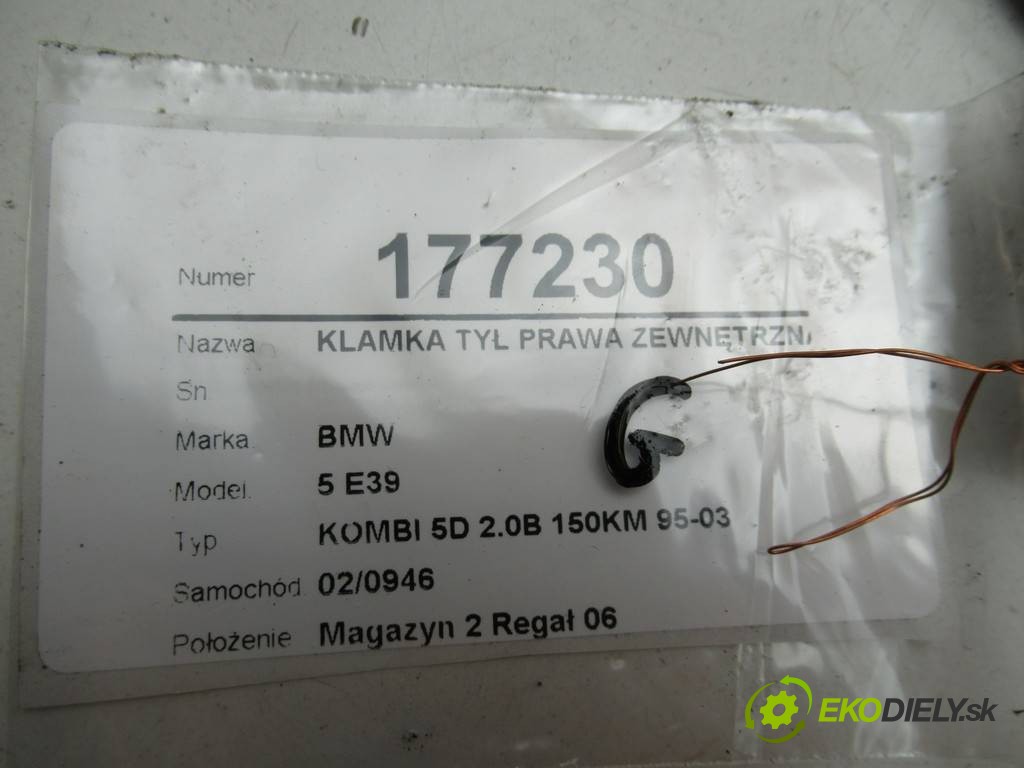 Numer 177230
Nazwa KLAMKA TYŁ PRAWA ZEWNĘTRZNA
Sn
Marka BMW
Model 5 E39
Typ KOMBI 5D 2.0B 150KM 95-03
Samochód 02/0946
Położenie Magazyn 2 Regał 06
G
EKODIELY.sk